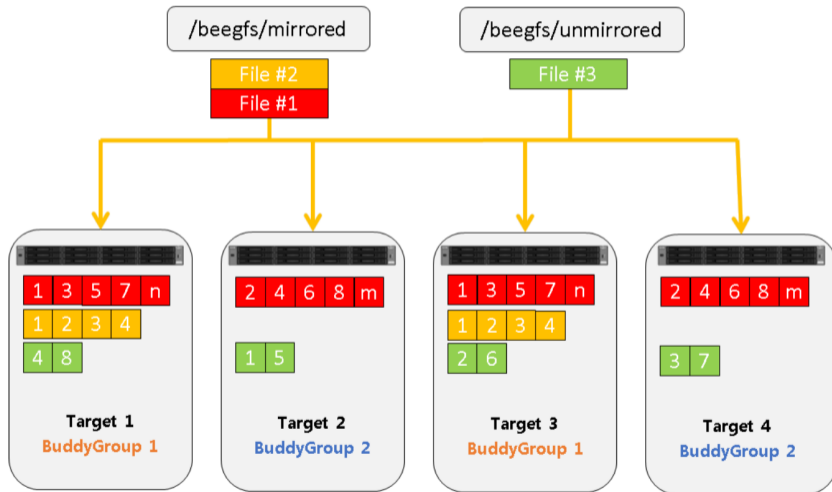 /beegfs/mirrored
/beegfs/unmirrored
File #2
File #1
File #3
1 3 5 7 n
1 2 3 4
4 8
Target 1
BuddyGroup 1
2 4 6 8 m
1 5
Target 2
BuddyGroup 2
1 3 5 7 n
1 2 3 4
2 6
Target 3
BuddyGroup 1
2 4 6 8 m
3 7
Target 4
BuddyGroup 2